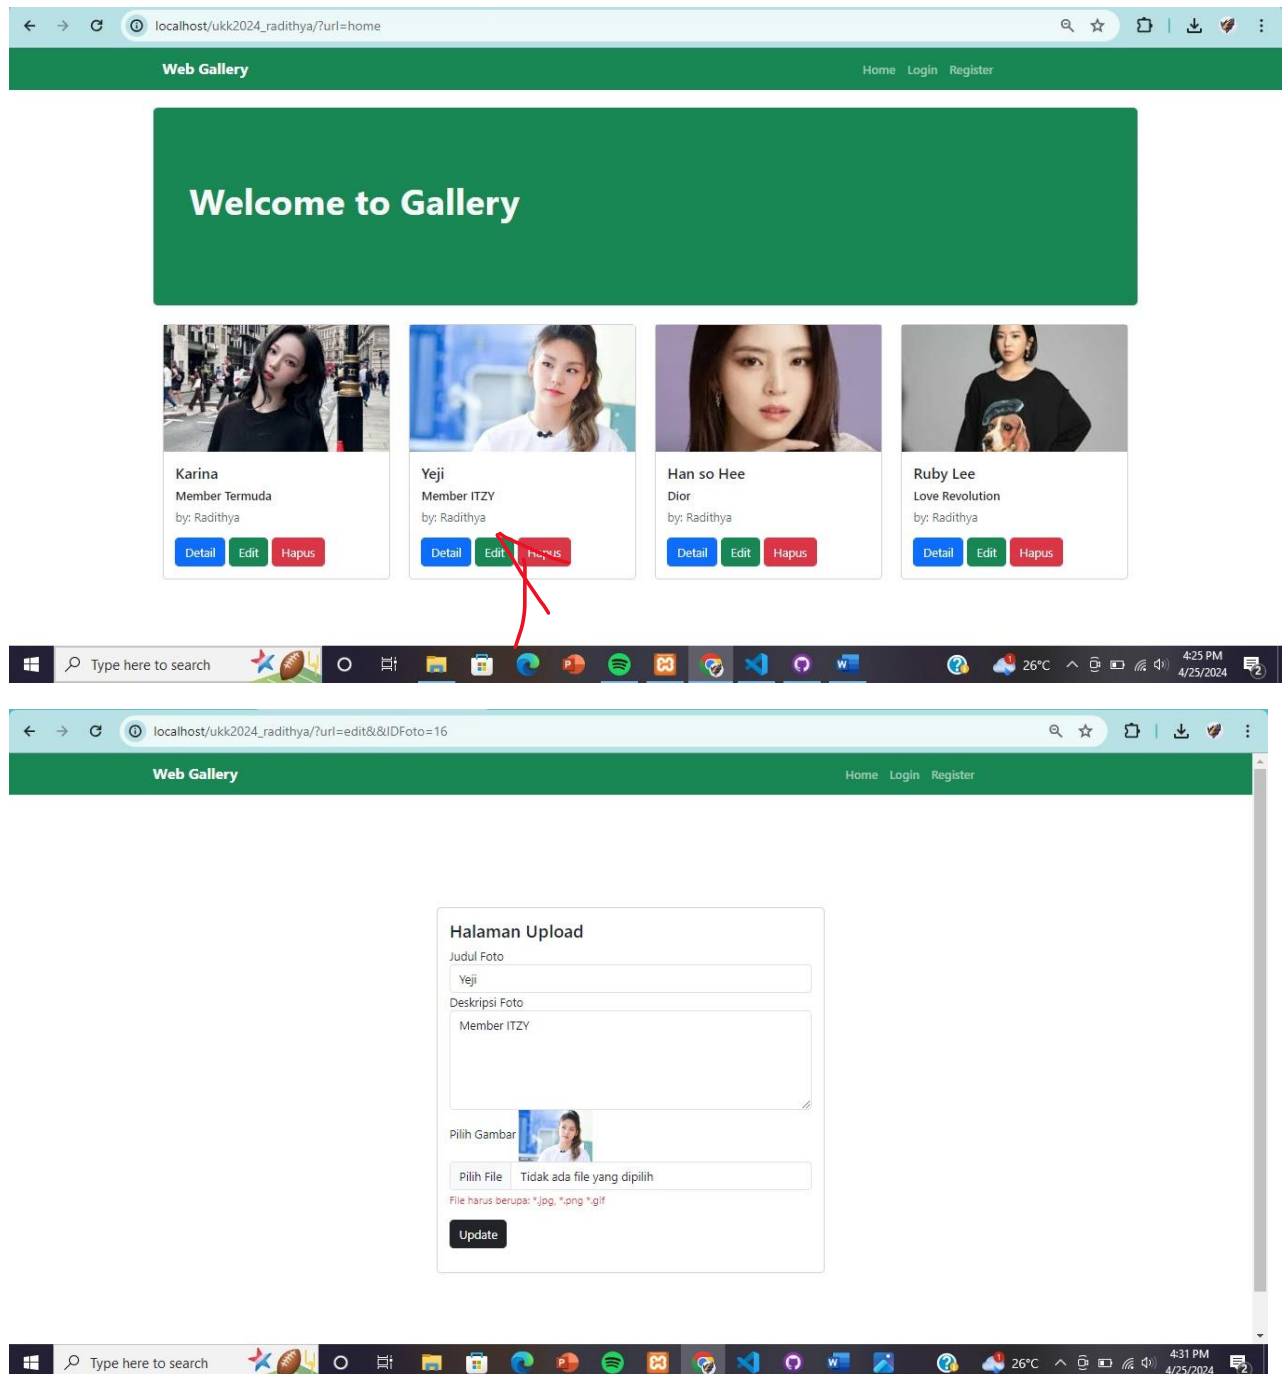 localhost/ukk2024_radithya/?url=home
Web Gallery
Home Login Register
Welcome to Gallery
Karina
Member Termuda
by: Radithya
Detail Edit Hapus
Yeji
Member ITZY
by: Radithya
Detail Edit Hapus
Han so Hee
Dior
by: Radithya
Detail Edit Hapus
Ruby Lee
Love Revolution
by: Radithya
Detail Edit Hapus
Type here to search
26°C
4:25 PM
4/25/2024
2
localhost/ukk2024_radithya/?url=edit&&IDFoto=16
Web Gallery
Home Login Register
Halaman Upload
Judul Foto
Yeji
Deskripsi Foto
Member ITZY
Pilih Gambar
Pilih File Tidak ada file yang dipilih
File harus berupa: *.jpg, *.png *.gif
Update
Type here to search
26°C
4:31 PM
4/25/2024
2